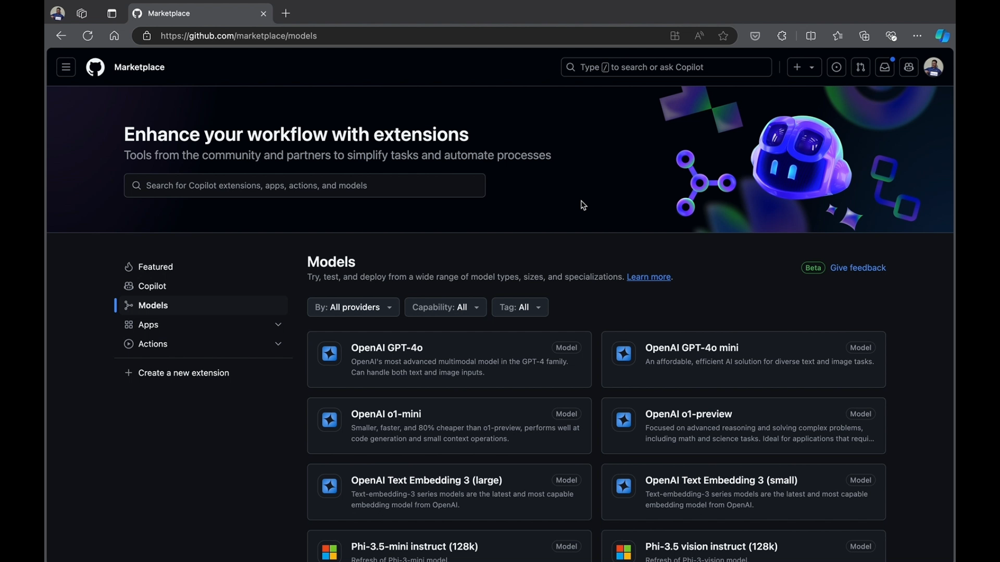 Marketplace
https://github.com/marketplace/models
Marketplace
Type / to search or ask Copilot
Enhance your workflow with extensions
Tools from the community and partners to simplify tasks and automate processes
Search for Copilot extensions, apps, actions, and models
Featured
Copilot
Models
Apps
Actions
Create a new extension
Models
Try, test, and deploy from a wide range of model types, sizes, and specializations. Learn more.
Beta
Give feedback
By: All providers
Capability: All
Tag: All
OpenAI GPT-4o
Model
OpenAI's most advanced multimodal model in the GPT-4 family.
Can handle both text and image inputs.
OpenAI GPT-4o mini
Model
An affordable, efficient AI solution for diverse text and image tasks.
OpenAI o1-mini
Model
Smaller, faster, and 80% cheaper than o1-preview, performs well at
code generation and small context operations.
OpenAI o1-preview
Model
Focused on advanced reasoning and solving complex problems,
including math and science tasks. Ideal for applications that requi...
OpenAI Text Embedding 3 (large)
Model
Text-embedding-3 series models are the latest and most capable
embedding model from OpenAI.
OpenAI Text Embedding 3 (small)
Model
Text-embedding-3 series models are the latest and most capable
embedding model from OpenAI.
Phi-3.5-mini instruct (128k)
Model
Refresh of Phi-3-mini model.
Phi-3.5 vision instruct (128k)
Model
Refresh of Phi-3-vision model.